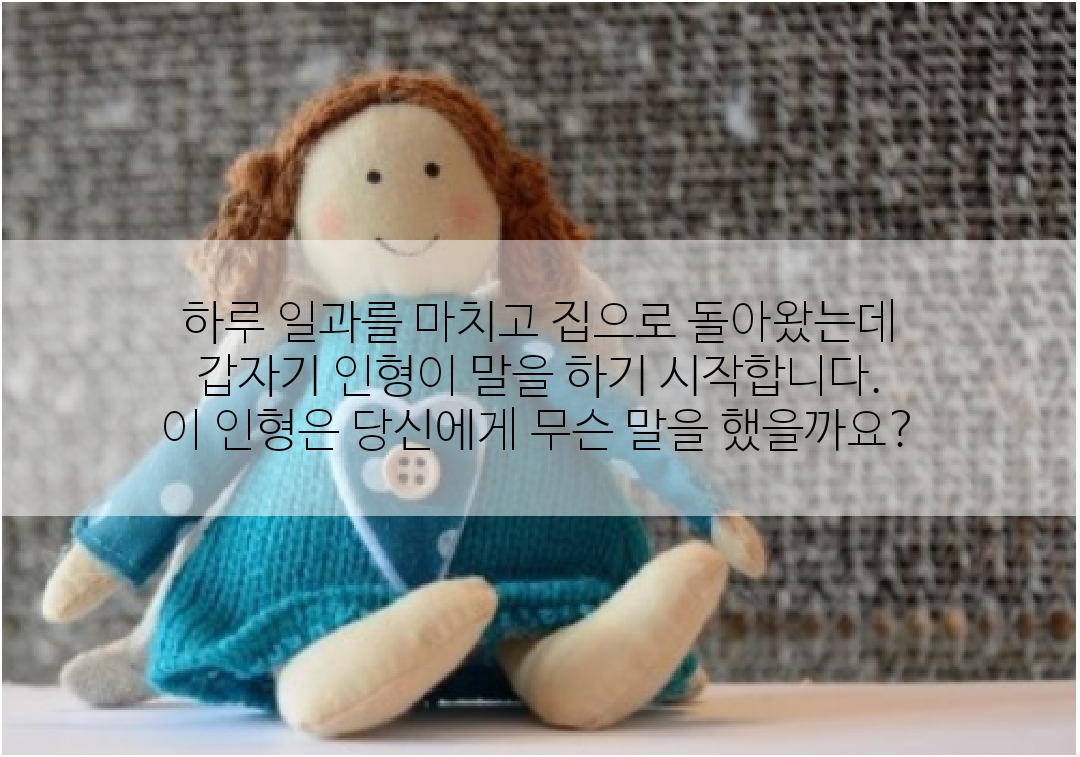 하루 일과를 마치고 집으로 돌아왔는데
갑자기 인형이 말을 하기 시작합니다.
이 인형은 당신에게 무슨 말을 했을까요?